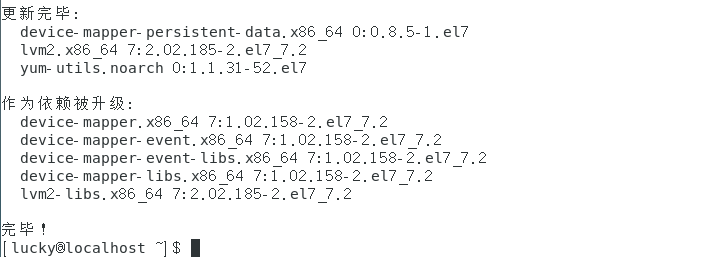 更新完毕:
device-mapper-persistent-data.x86_64 0:0.8.5-1.el7
lvm2.x86_64 7:2.02.185-2.el7_7.2
yum-utils.noarch 0:1.1.31-52.el7
作为依赖被升级:
device-mapper.x86_64 7:1.02.158-2.el7_7.2
device-mapper-event.x86_64 7:1.02.158-2.el7_7.2
device-mapper-event-libs.x86_64 7:1.02.158-2.el7_7.2
device-mapper-libs.x86_64 7:1.02.158-2.el7_7.2
lvm2-libs.x86_64 7:2.02.185-2.el7_7.2
完毕！
[lucky@localhost ~]$